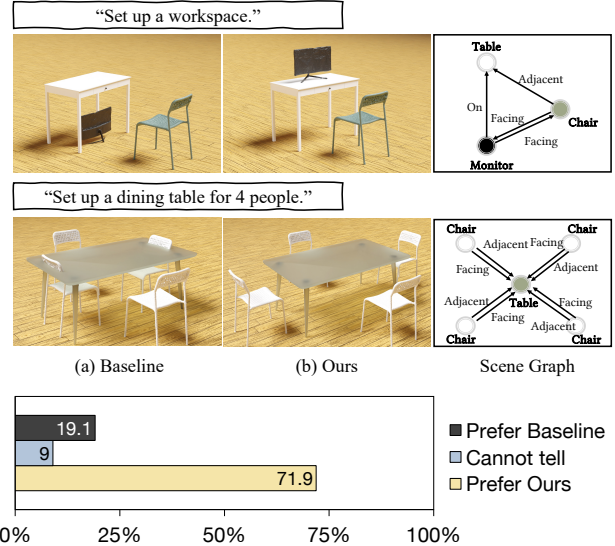 “Set up a workspace.”
Table
Adjacent
On
Facing
Chair
Facing
Monitor
“Set up a dining table for 4 people.”
Chair
Chair
Adjacent
Facing
Facing
Adjacent
Table
Adjacent
Facing
Facing
Adjacent
Chair
Chair
(a) Baseline
(b) Ours
Scene Graph
19.1
9
71.9
Prefer Baseline
Cannot tell
Prefer Ours
0%
25%
50%
75%
100%